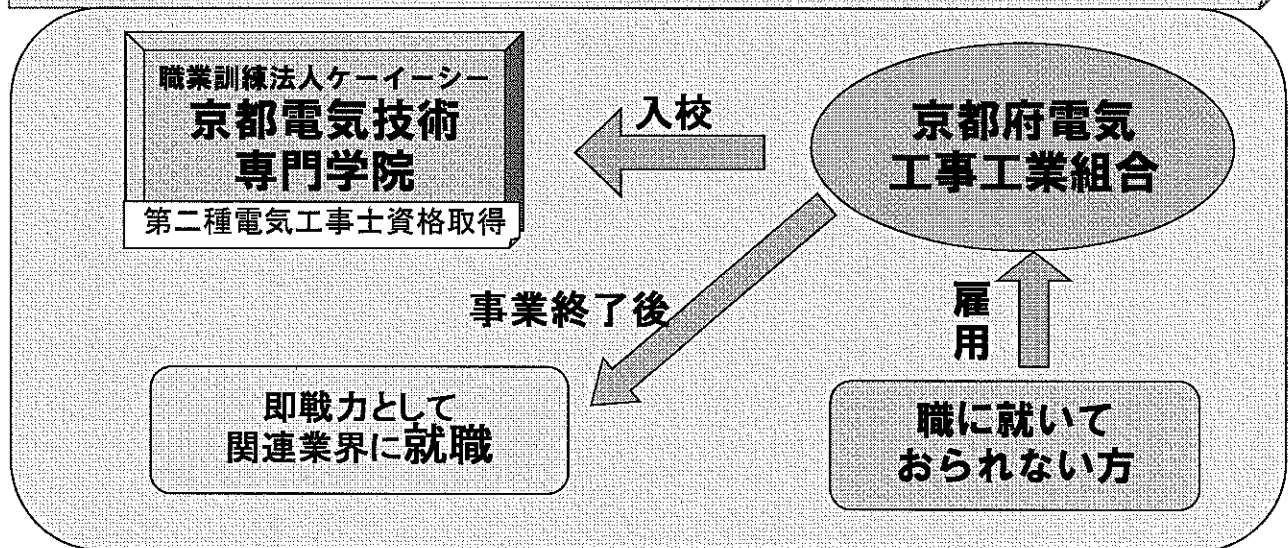 職業訓練法人ケーイーシー
京都電気技術
専門学院
第二種電気工事士資格取得
入校
京都府電気
工事工業組合
事業終了後
雇
用
即戦力として
関連業界に就職
職に就いて
おられない方